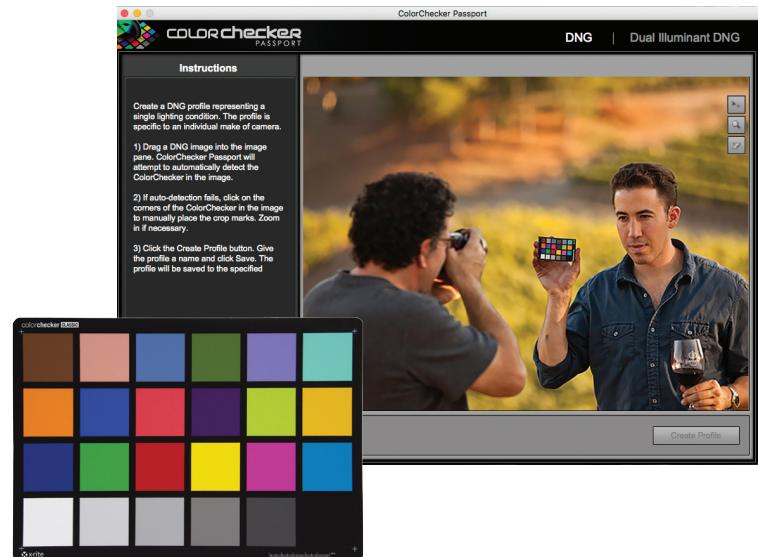 ColorChecker Passport
COLOR checker
PASSPORT
DNG | Dual Illuminant DNG
Instructions
Create a DNG profile representing a
single lighting condition. The profile is
specific to an individual make of camera.
1) Drag a DNG image into the image
pane. ColorChecker Passport will
attempt to automatically detect the
ColorChecker in the image.
2) If auto-detection fails, click on the
corners of the ColorChecker in the image
to manually place the crop marks. Zoom
in if necessary.
3) Click the Create Profile button. Give
the profile a name and click Save. The
profile will be saved to the specified
Create Profile
colorchecker CLASSIC
x-rite